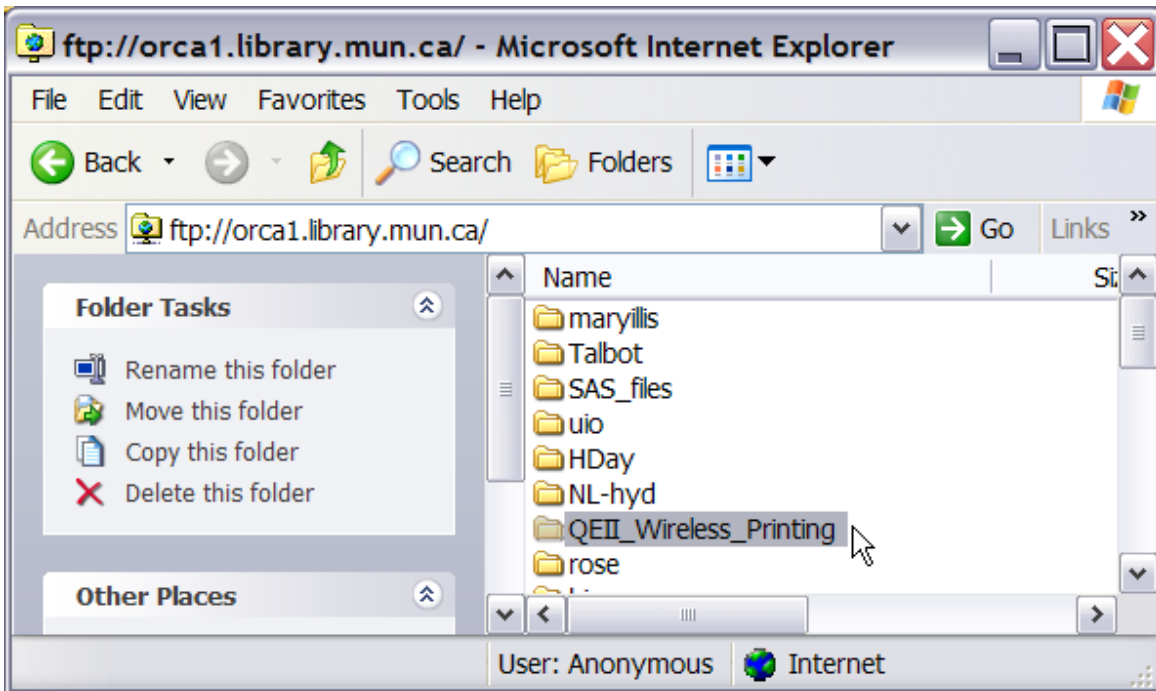 ftp://orca1.library.mun.ca/ - Microsoft Internet Explorer
File Edit View Favorites Tools Help
Back Search Folders
Address ftp://orca1.library.mun.ca/ Go Links »
Name
Folder Tasks
Rename this folder
Move this folder
Copy this folder
Delete this folder
Other Places
maryillis
Talbot
SAS_files
uio
HDay
NL-hyd
QEII_Wireless_Printing
rose
User: Anonymous Internet